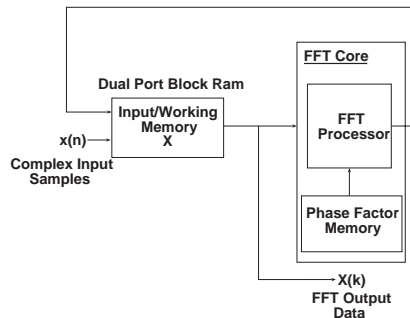 FFT Core
Dual Port Block Ram
Input/Working
Memory
X
FFT
Processor
x(n)
Complex Input
Samples
Phase Factor
Memory
X(k)
FFT Output
Data